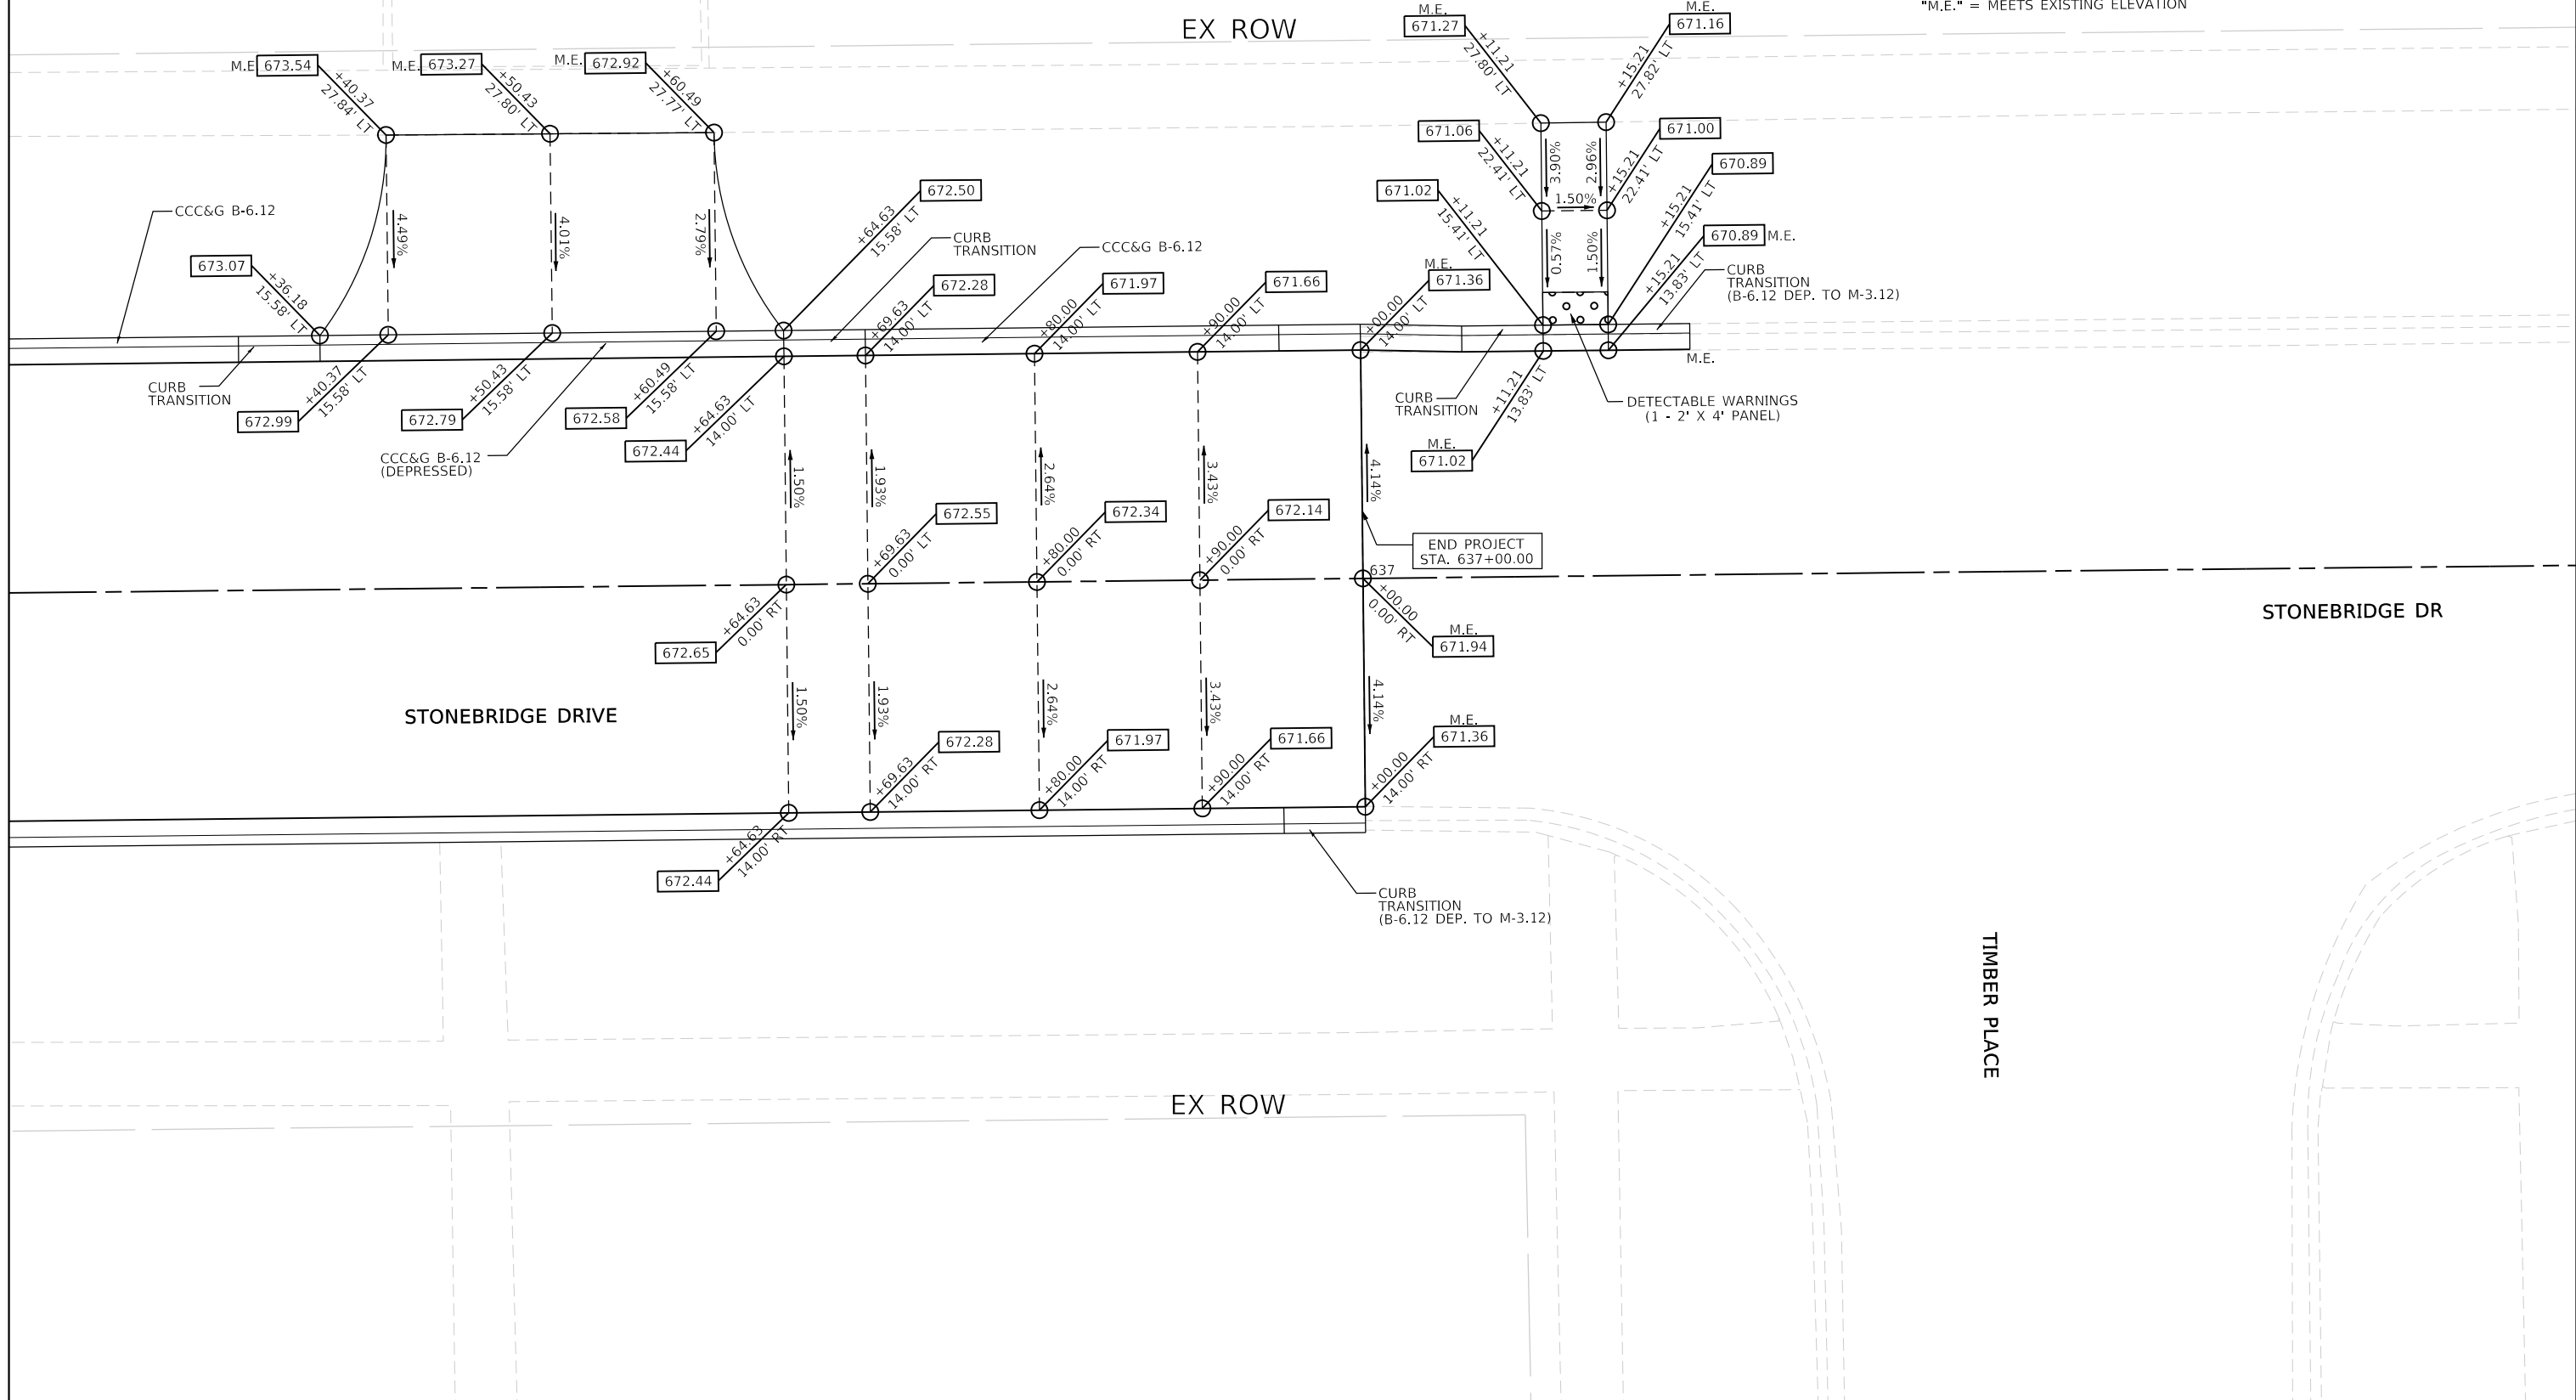 "M.E." = MEETS EXISTING ELEVATION
EX ROW
M.E.
671.27
+11.21
27.80' LT
M.E.
671.16
+15.21
27.82' LT
M.E.
673.54
+40.37
27.84' LT
M.E.
673.27
+50.43
27.80' LT
M.E.
672.92
+60.49
27.77' LT
671.06
+11.21
22.41' LT
671.00
+15.21
22.41' LT
3.90%
2.96%
1.50%
0.57%
1.50%
670.89
+15.21
15.41' LT
671.02
+11.21
15.41' LT
670.89 M.E.
+15.21
13.83' LT
CURB
TRANSITION
(B-6.12 DEP. TO M-3.12)
M.E.
CCC&G B-6.12
4.49%
4.01%
2.79%
672.50
+64.63
15.58' LT
CURB
TRANSITION
CCC&G B-6.12
673.07
+36.18
15.58' LT
672.28
+69.63
14.00' LT
671.97
+80.00
14.00' LT
671.66
+90.00
14.00' LT
M.E.
671.36
+00.00
14.00' LT
CURB
TRANSITION
+40.37
15.58' LT
672.99
+50.43
15.58' LT
672.79
+60.49
15.58' LT
672.58
+64.63
14.00' LT
672.44
CCC&G B-6.12
(DEPRESSED)
CURB
TRANSITION
+11.21
13.83' LT
M.E.
671.02
DETECTABLE WARNINGS
(1 - 2' X 4' PANEL)
1.50%
1.93%
2.64%
3.43%
4.14%
672.55
+69.63
0.00' LT
672.34
+80.00
0.00' RT
672.14
+90.00
0.00' RT
END PROJECT
STA. 637+00.00
637
+00.00
0.00' RT
M.E.
671.94
+64.63
0.00' RT
672.65
STONEBRIDGE DR
STONEBRIDGE DRIVE
1.50%
1.93%
2.64%
3.43%
4.14%
672.28
+69.63
14.00' RT
671.97
+80.00
14.00' RT
671.66
+90.00
14.00' RT
M.E.
671.36
+00.00
14.00' RT
+64.63
14.00' RT
672.44
CURB
TRANSITION
(B-6.12 DEP. TO M-3.12)
TIMBER PLACE
EX ROW